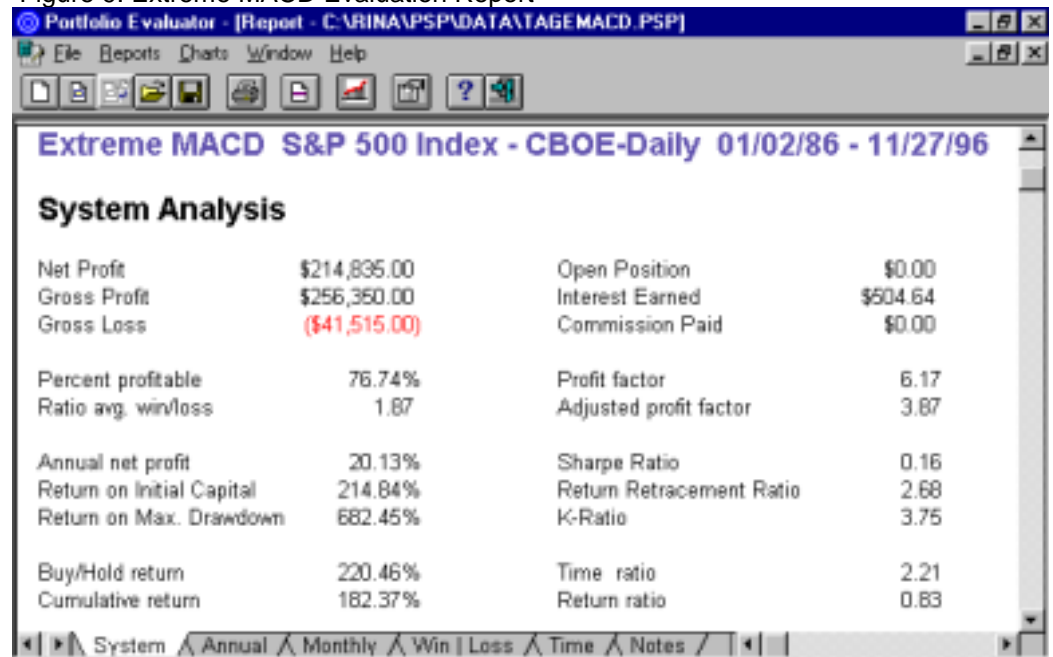 Figure 6: Extreme MACD Evaluation Report
Portfolio Evaluator - [Report - C:\RINA\PSP\DATA\TAGEMACD.PSP]
File Reports Charts Window Help
Extreme MACD S&P 500 Index - CBOE-Daily 01/02/86 - 11/27/96
System Analysis
Net Profit $214,835.00 Open Position $0.00
Gross Profit $256,350.00 Interest Earned $504.64
Gross Loss ($41,515.00) Commission Paid $0.00
Percent profitable 76.74% Profit factor 6.17
Ratio avg. win/loss 1.87 Adjusted profit factor 3.87
Annual net profit 20.13% Sharpe Ratio 0.16
Return on Initial Capital 214.84% Return Retracement Ratio 2.68
Return on Max. Drawdown 682.45% K-Ratio 3.75
Buy/Hold return 220.46% Time ratio 2.21
Cumulative return 182.37% Return ratio 0.83
System Annual Monthly Win | Loss Time Notes